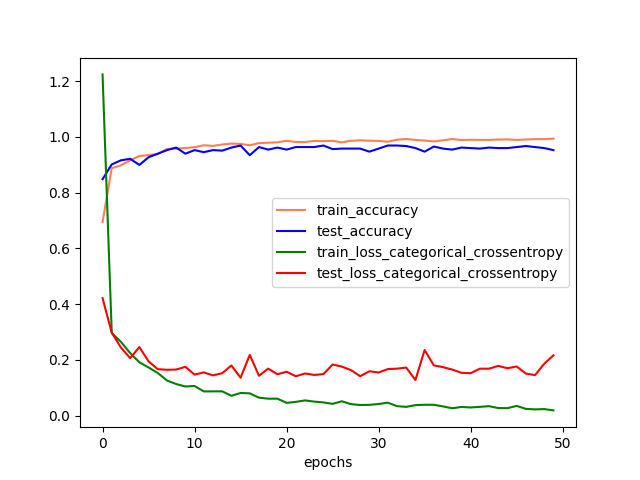 1.2
1.0
0.8
0.6
0.4
0.2
0.0
train_accuracy
test_accuracy
train_loss_categorical_crossentropy
test_loss_categorical_crossentropy
0 10 20 30 40 50
epochs